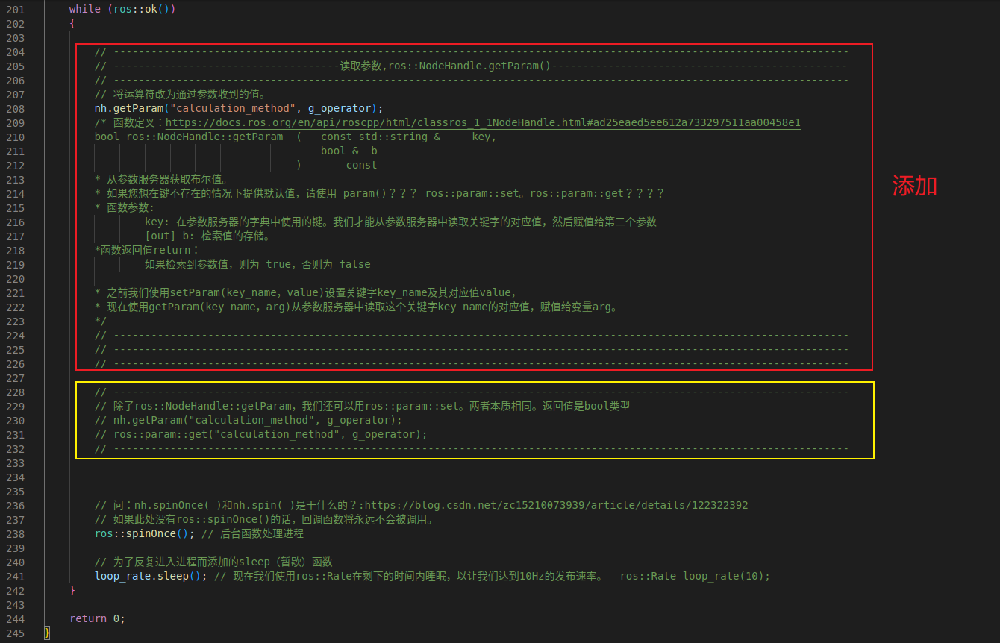 201 while (ros::ok())
202 {
203
204 // ---------------------------------------------------------------------------------------------------------------------
205 // ------------------------------------读取参数,ros::NodeHandle.getParam()-----------------------------------------------
206 // ---------------------------------------------------------------------------------------------------------------------
207 // 将运算符改为通过参数收到的值。
208 nh.getParam("calculation_method", g_operator);
209 /* 函数定义：https://docs.ros.org/en/api/roscpp/html/classros_1_1NodeHandle.html#ad25eaed5ee612a733297511aa00458e1
210 bool ros::NodeHandle::getParam ( const std::string & key,
211 bool & b
212 ) const
213 * 从参数服务器获取布尔值。
214 * 如果您想在键不存在的情况下提供默认值，请使用 param()？？？ ros::param::set。ros::param::get？？？？
215 * 函数参数:
216 key: 在参数服务器的字典中使用的键。我们才能从参数服务器中读取关键字的对应值，然后赋值给第二个参数
217 [out] b: 检索值的存储。
218 *函数返回值return：
219 如果检索到参数值，则为 true，否则为 false
220
221 * 之前我们使用setParam(key_name，value)设置关键字key_name及其对应值value，
222 * 现在使用getParam(key_name，arg)从参数服务器中读取这个关键字key_name的对应值，赋值给变量arg。
223 */
224 // ---------------------------------------------------------------------------------------------------------------------
225 // ---------------------------------------------------------------------------------------------------------------------
226 // ---------------------------------------------------------------------------------------------------------------------
添加
227
228 // ---------------------------------------------------------------------------------------------------------------------
229 // 除了ros::NodeHandle::getParam，我们还可以用ros::param::set。两者本质相同。返回值是bool类型
230 // nh.getParam("calculation_method", g_operator);
231 // ros::param::get("calculation_method", g_operator);
232 // ---------------------------------------------------------------------------------------------------------------------
233
234
235
236 // 问：nh.spinOnce( )和nh.spin( )是干什么的？:https://blog.csdn.net/zc15210073939/article/details/122322392
237 // 如果此处没有ros::spinOnce()的话，回调函数将永远不会被调用。
238 ros::spinOnce(); // 后台函数处理进程
239
240 // 为了反复进入进程而添加的sleep（暂歇）函数
241 loop_rate.sleep(); // 现在我们使用ros::Rate在剩下的时间内睡眠，以让我们达到10Hz的发布速率。 ros::Rate loop_rate(10);
242 }
243
244 return 0;
245 }